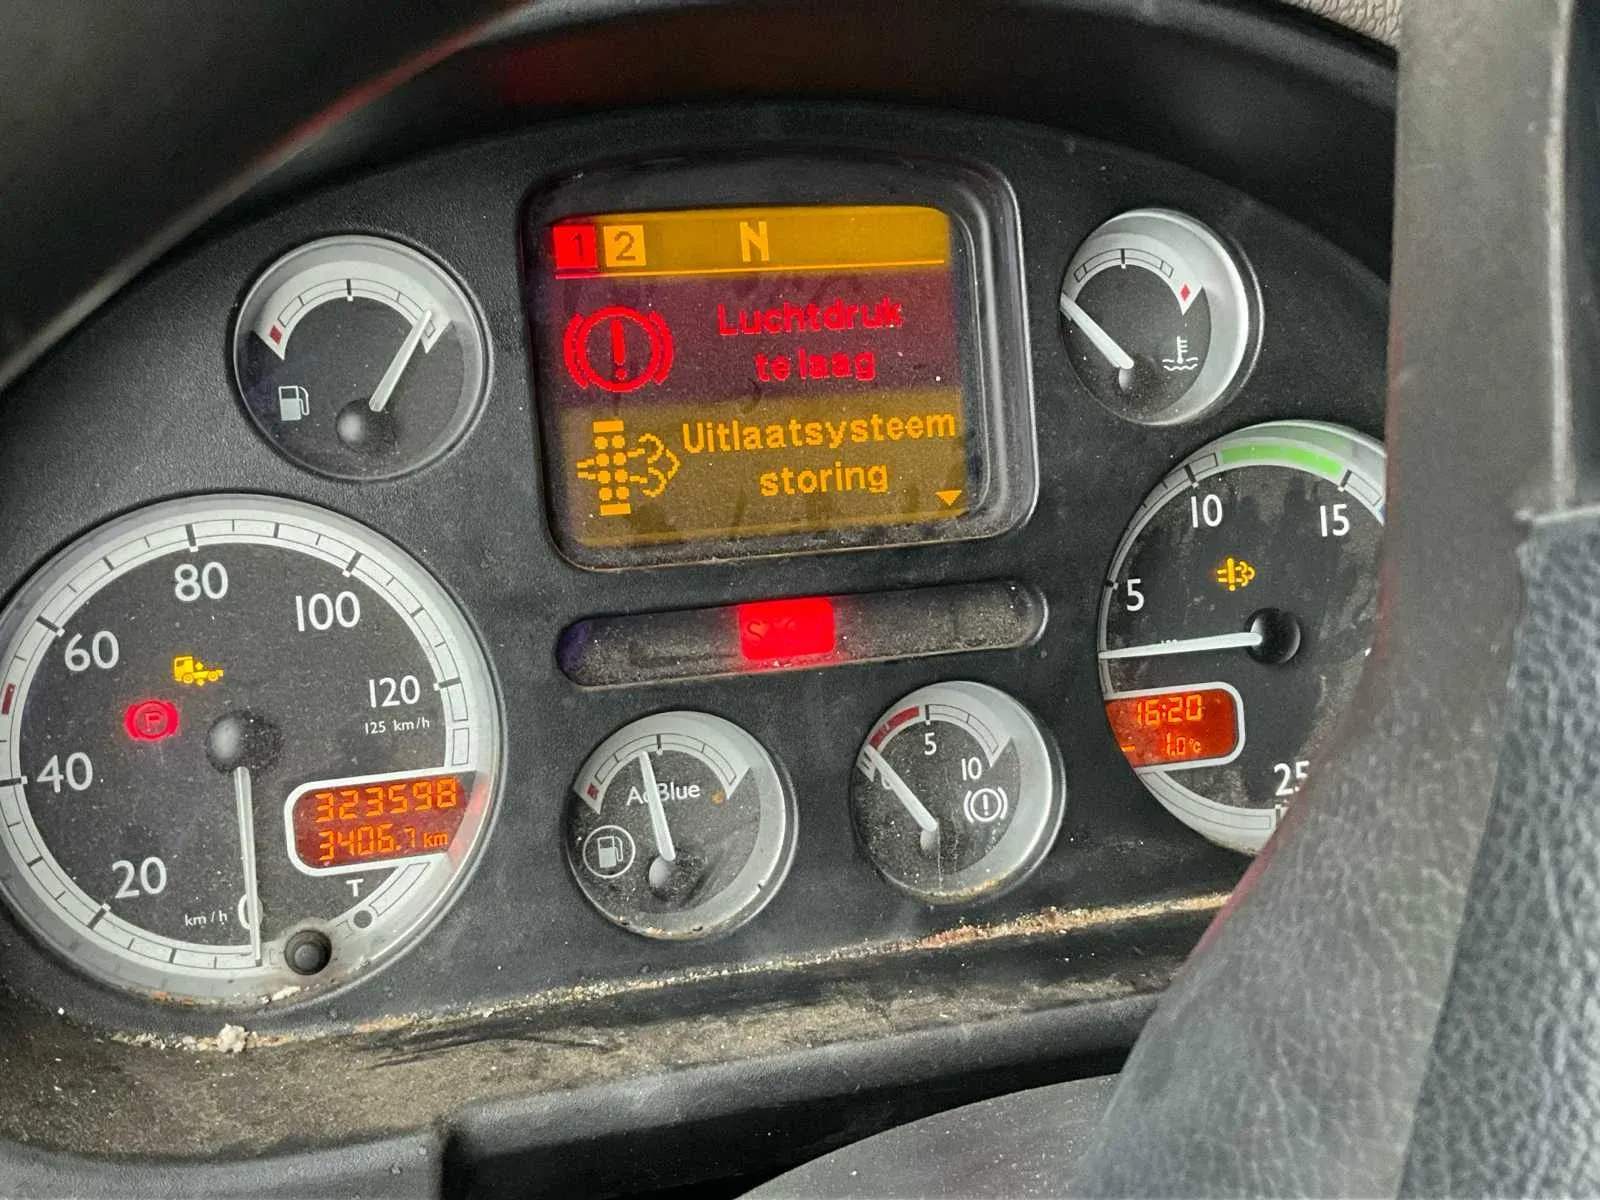 1 2 N
Luchtdruk
te laag
Uitlaatsysteem
storing
80
100
60
120
125 km/h
40
20
km/h
0
P
323598
3406.7 km
T
AdBlue
5
10
0
10
15
5
16:20
1.0°C
25